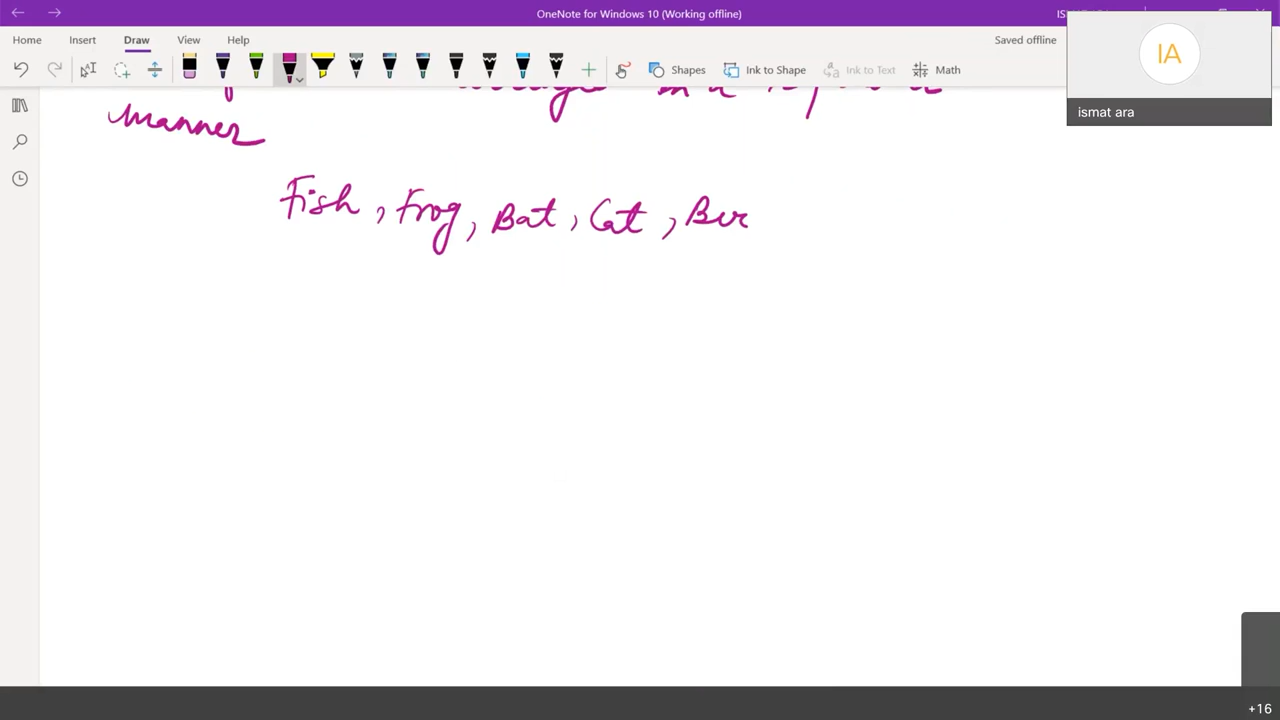 OneNote for Windows 10 (Working offline)
Home Insert Draw View Help
Saved offline
Shapes Ink to Shape Ink to Text Math
IA
ismat ara
in a
manner
Fish, Frog, Bat, Cat, Bir
+16